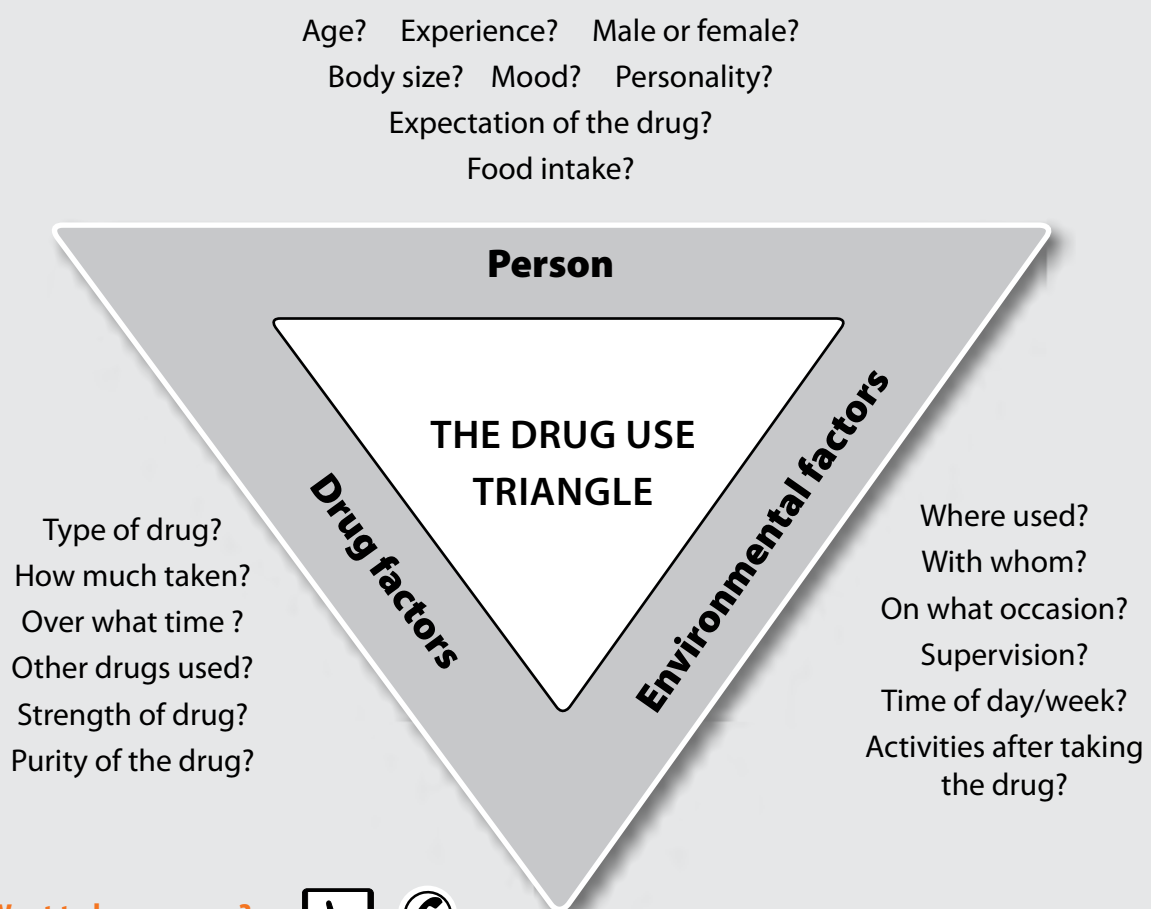 Age? Experience? Male or female?
Body size? Mood? Personality?
Expectation of the drug?
Food intake?
Person
THE DRUG USE
TRIANGLE
Drug factors
Environmental factors
Type of drug?
How much taken?
Over what time ?
Other drugs used?
Strength of drug?
Purity of the drug?
Where used?
With whom?
On what occasion?
Supervision?
Time of day/week?
Activities after taking
the drug?